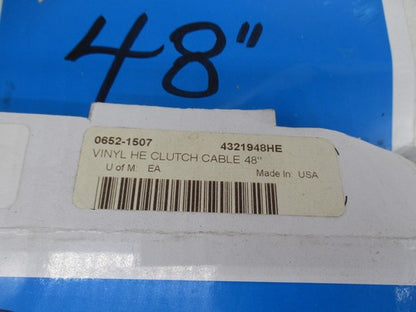 48"
0652-1507 4321948HE
VINYL HE CLUTCH CABLE 48"
U of M: EA
Made In: USA